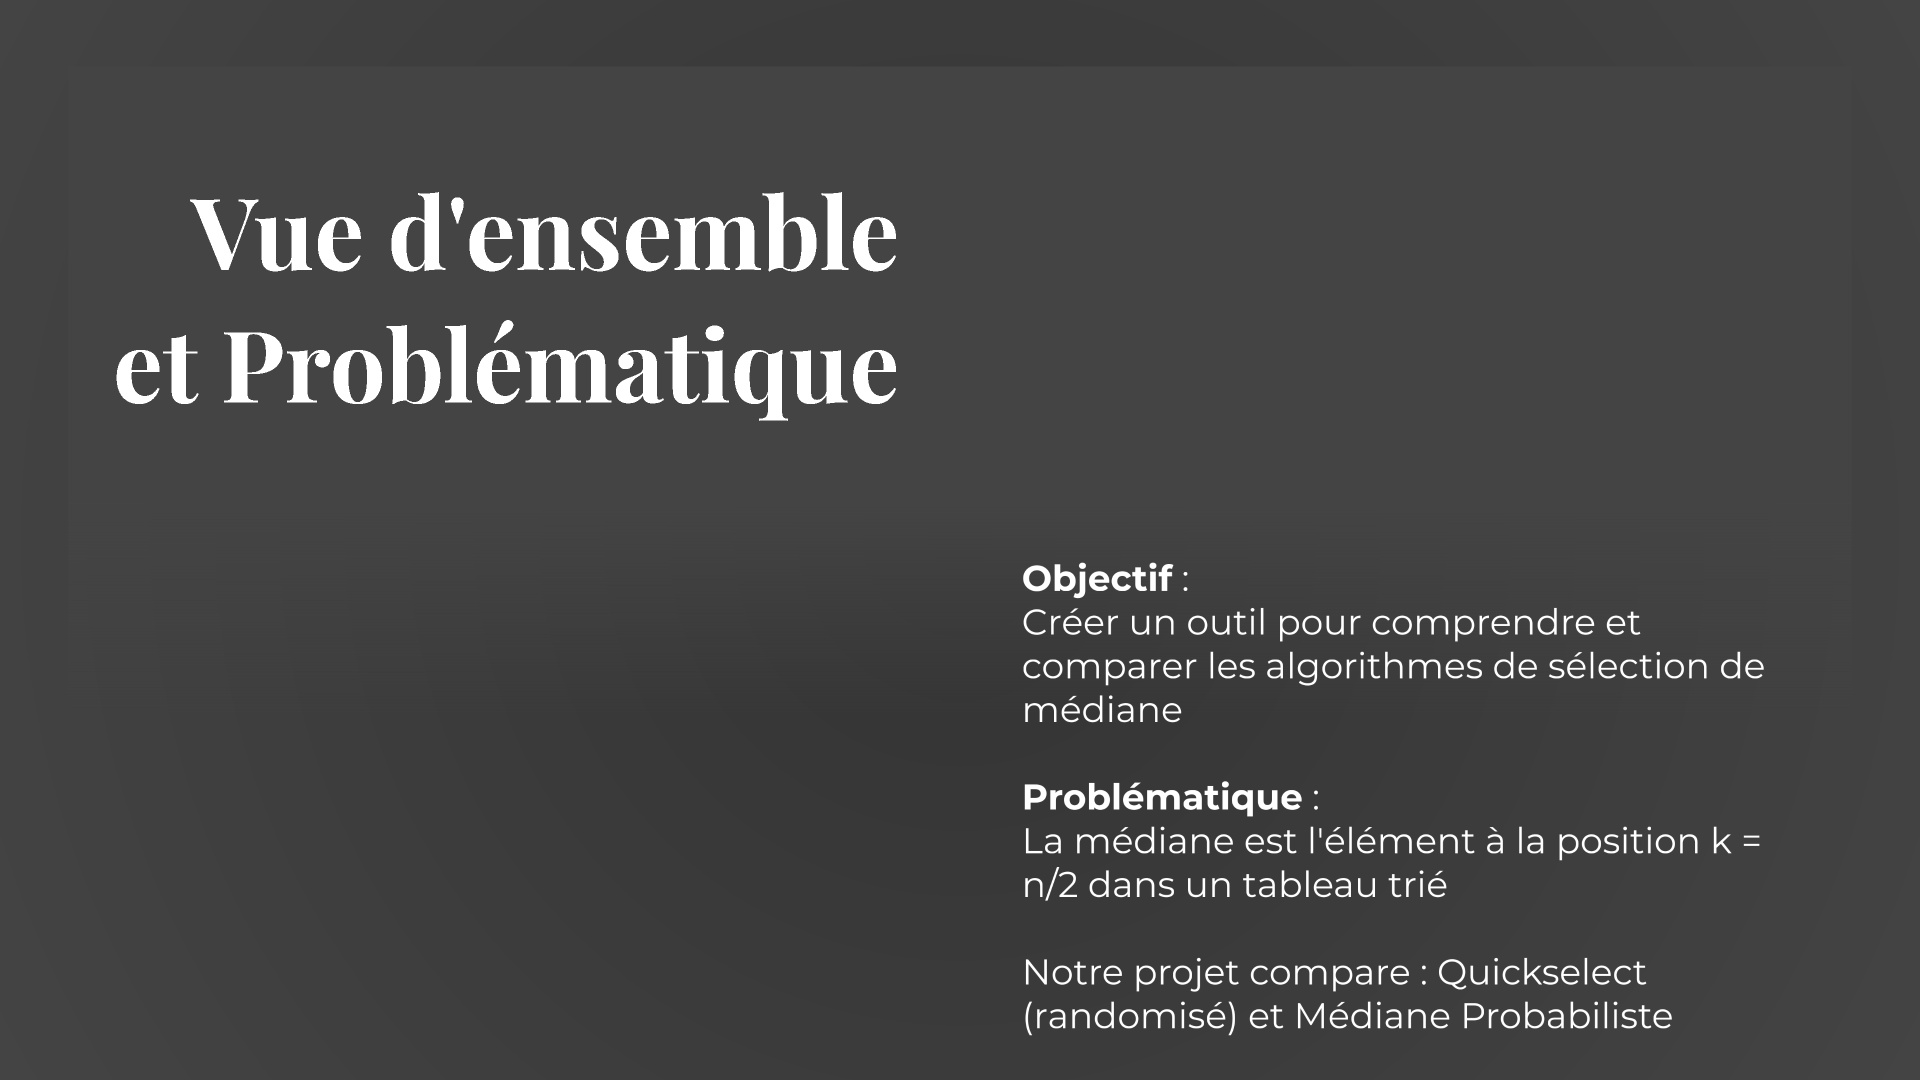 Vue d'ensemble
et Problématique
Objectif :
Créer un outil pour comprendre et
comparer les algorithmes de sélection de
médiane
Problématique :
La médiane est l'élément à la position k =
n/2 dans un tableau trié
Notre projet compare : Quickselect
(randomisé) et Médiane Probabiliste